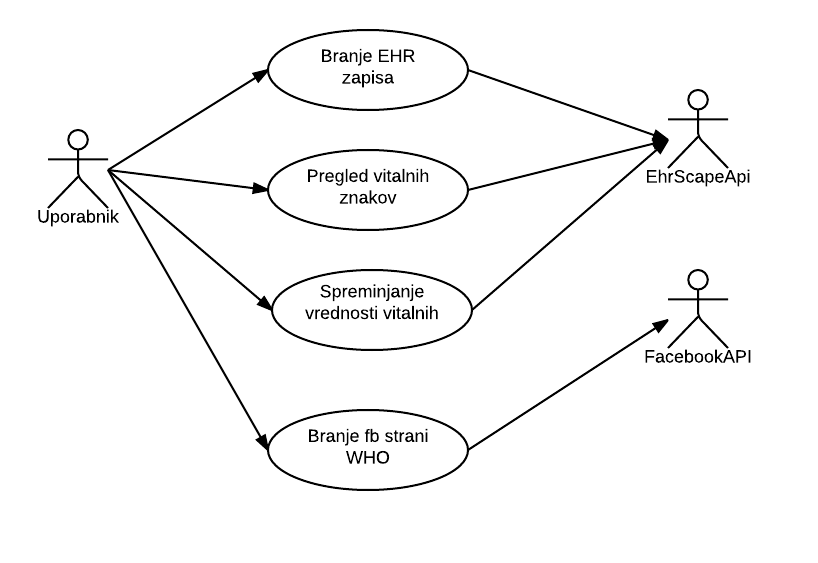 Branje EHR
zapisa
Pregled vitalnih
znakov
EhrScapeApi
Uporabnik
Spreminjanje
vrednosti vitalnih
FacebookAPI
Branje fb strani
WHO